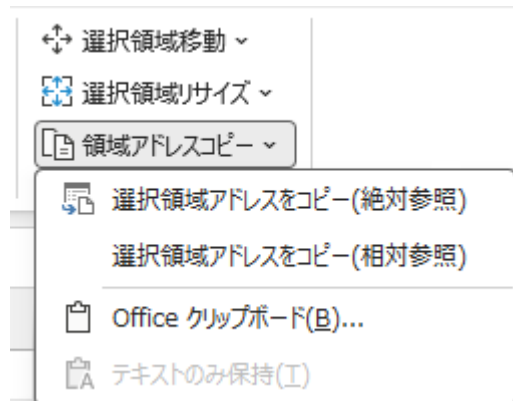 選択領域移動
選択領域リサイズ
領域アドレスコピー
選択領域アドレスをコピー(絶対参照)
選択領域アドレスをコピー(相対参照)
Office クリップボード(B)...
テキストのみ保持(T)